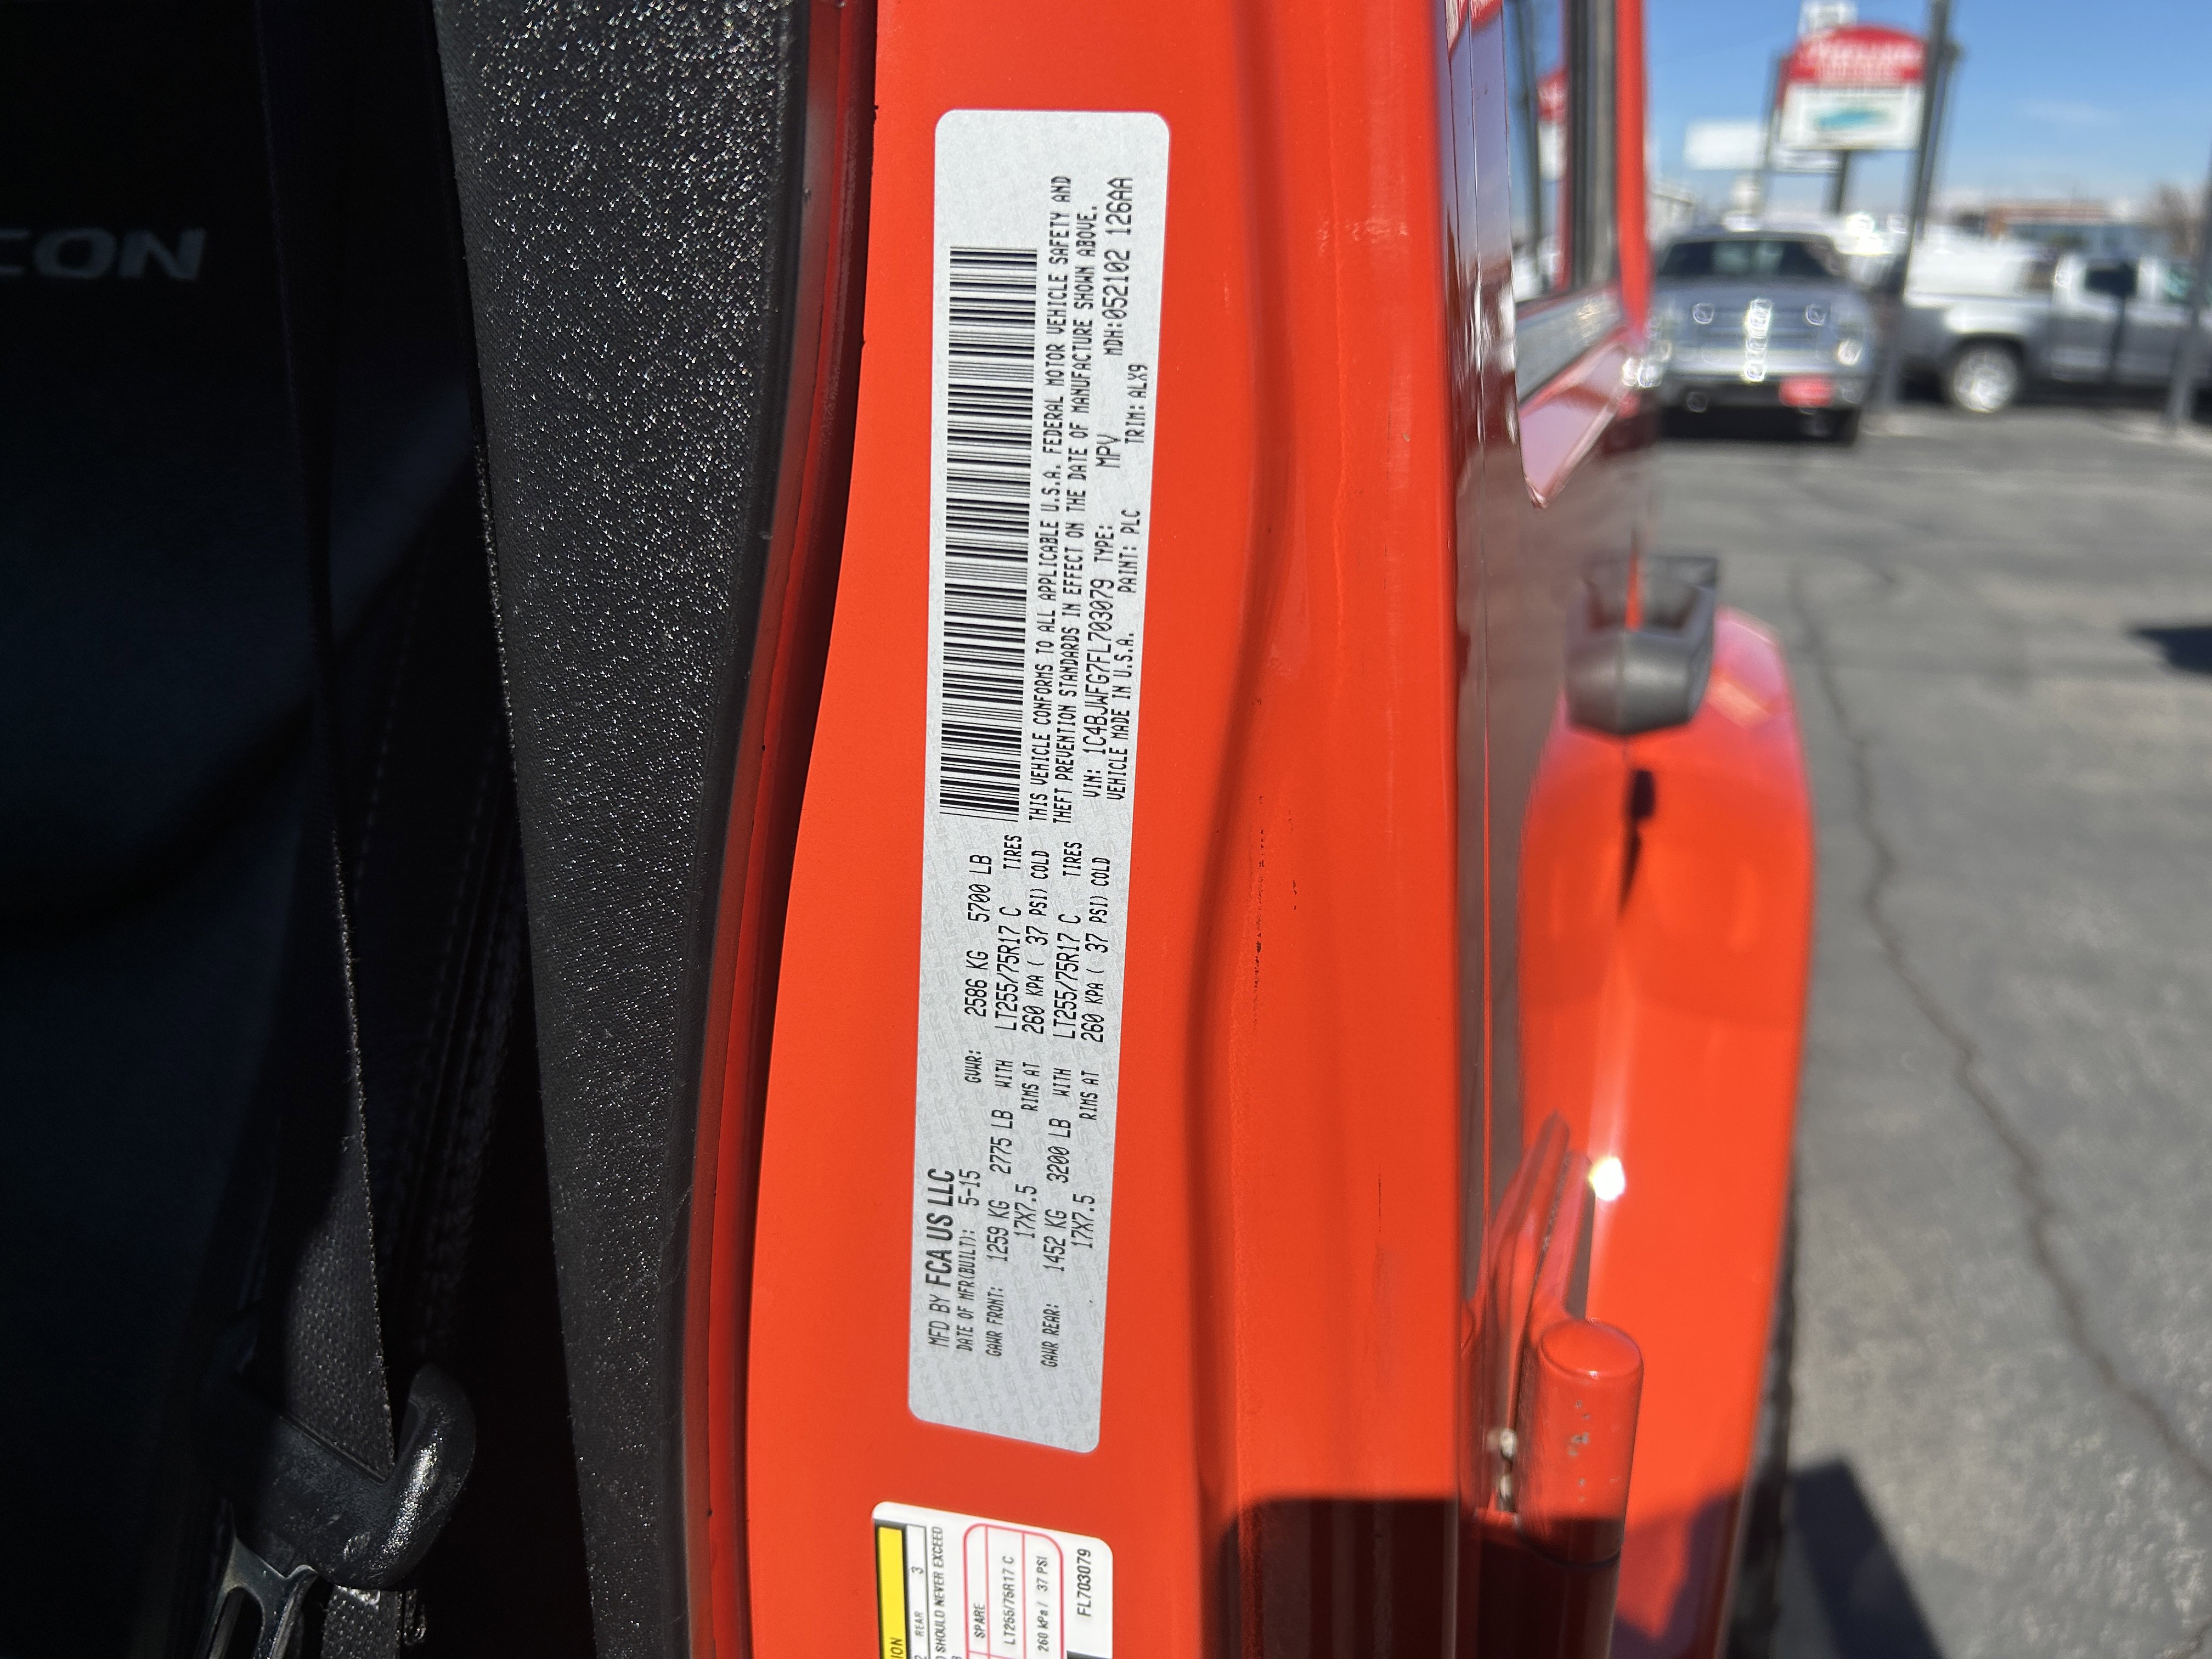 MFD BY FCA US LLC
DATE OF MFR(BUILT): 5-15 GVWR: 2586 KG 5700 LB
GAWR FRONT: 1259 KG 2775 LB WITH LT255/75R17 C TIRES
17X7.5 RIMS AT 260 KPA ( 37 PSI) COLD
GAWR REAR: 1452 KG 3200 LB WITH LT255/75R17 C TIRES
17X7.5 RIMS AT 260 KPA ( 37 PSI) COLD
THIS VEHICLE CONFORMS TO ALL APPLICABLE U.S.A. FEDERAL MOTOR VEHICLE SAFETY AND
THEFT PREVENTION STANDARDS IN EFFECT ON THE DATE OF MANUFACTURE SHOWN ABOVE.
VIN: 1C4BJWFG7FL703079 TYPE: MPV MDH:052102 126AA
VEHICLE MADE IN U.S.A. PAINT: PLC TRIM: ALX9
CON
ION
2 REAR 3
SHOULD NEVER EXCEED
SPARE
LT255/75R17 C
260 kPa/ 37 PSI
FL703079